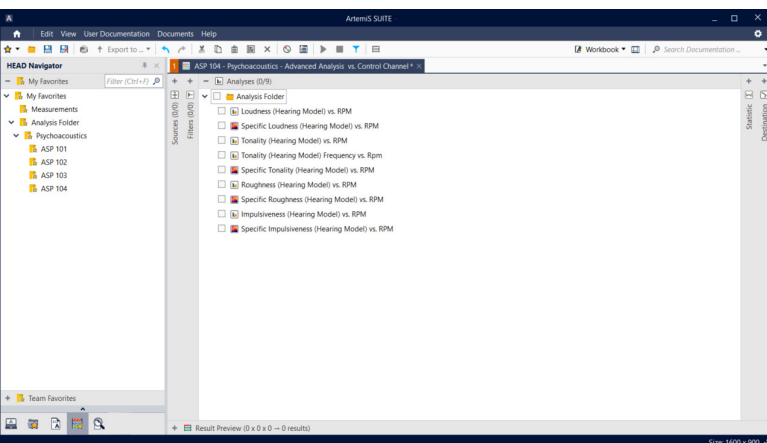 ArtemiS SUITE
Edit View User Documentation Documents Help
Export to ... Workbook Search Documentation ...
HEAD Navigator
1 ASP 104 - Psychoacoustics - Advanced Analysis vs. Control Channel *
My Favorites Filter (Ctrl+F)
Analyses (0/9)
My Favorites
Measurements
Analysis Folder
Psychoacoustics
ASP 101
ASP 102
ASP 103
ASP 104
Sources (0/0)
Filters (0/0)
Analysis Folder
Loudness (Hearing Model) vs. RPM
Specific Loudness (Hearing Model) vs. RPM
Tonality (Hearing Model) vs. RPM
Tonality (Hearing Model) Frequency vs. Rpm
Specific Tonality (Hearing Model) vs. RPM
Roughness (Hearing Model) vs. RPM
Specific Roughness (Hearing Model) vs. RPM
Impulsiveness (Hearing Model) vs. RPM
Specific Impulsiveness (Hearing Model) vs. RPM
Statistic
Destination
Team Favorites
Result Preview (0 x 0 x 0 → 0 results)
Size: 1600 x 900